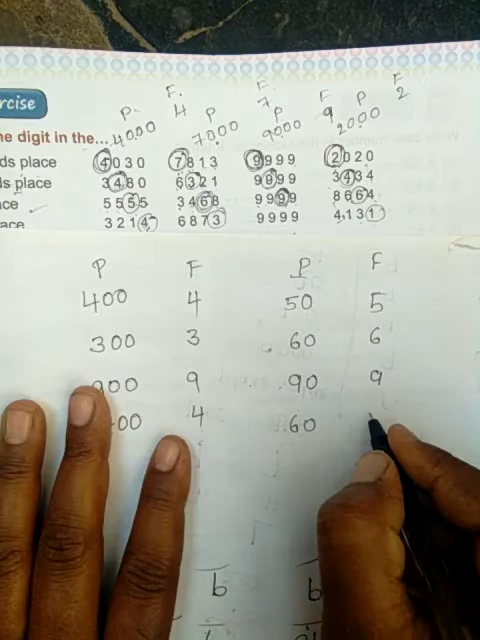 F. F. F
rcise P. 4 P 7 P F P 2
he digit in the... 4000 7000 9000 9 2000
ds place 4030 7813 9999 2020
ds place 3480 6321 9999 3434
ce 5555 3468 9999 8664
ace 3214 6873 9999 4131
P F P F
400 4 50 5
300 3 60 6
900 9 90 9
00 4 60